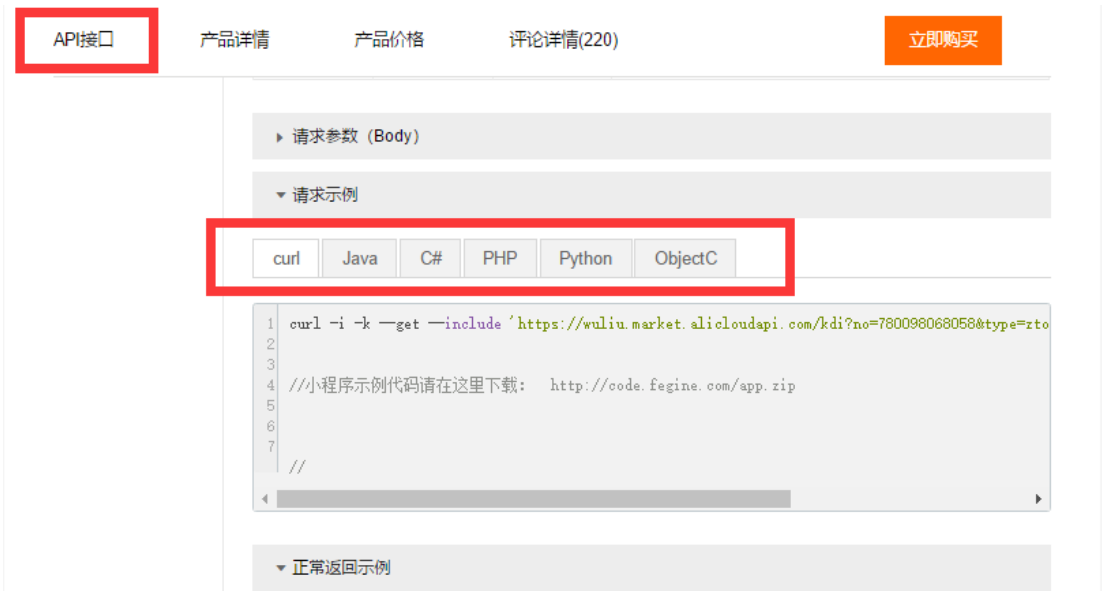 API接口 产品详情 产品价格 评论详情(220) 立即购买
请求参数（Body）
请求示例
curl Java C# PHP Python ObjectC
1 curl -i -k --get --include 'https://wuliu.market.alicloudapi.com/kdi?no=780098068058&type=zto
2
3
4 //小程序示例代码请在这里下载： http://code.fegine.com/app.zip
5
6
7
//
正常返回示例